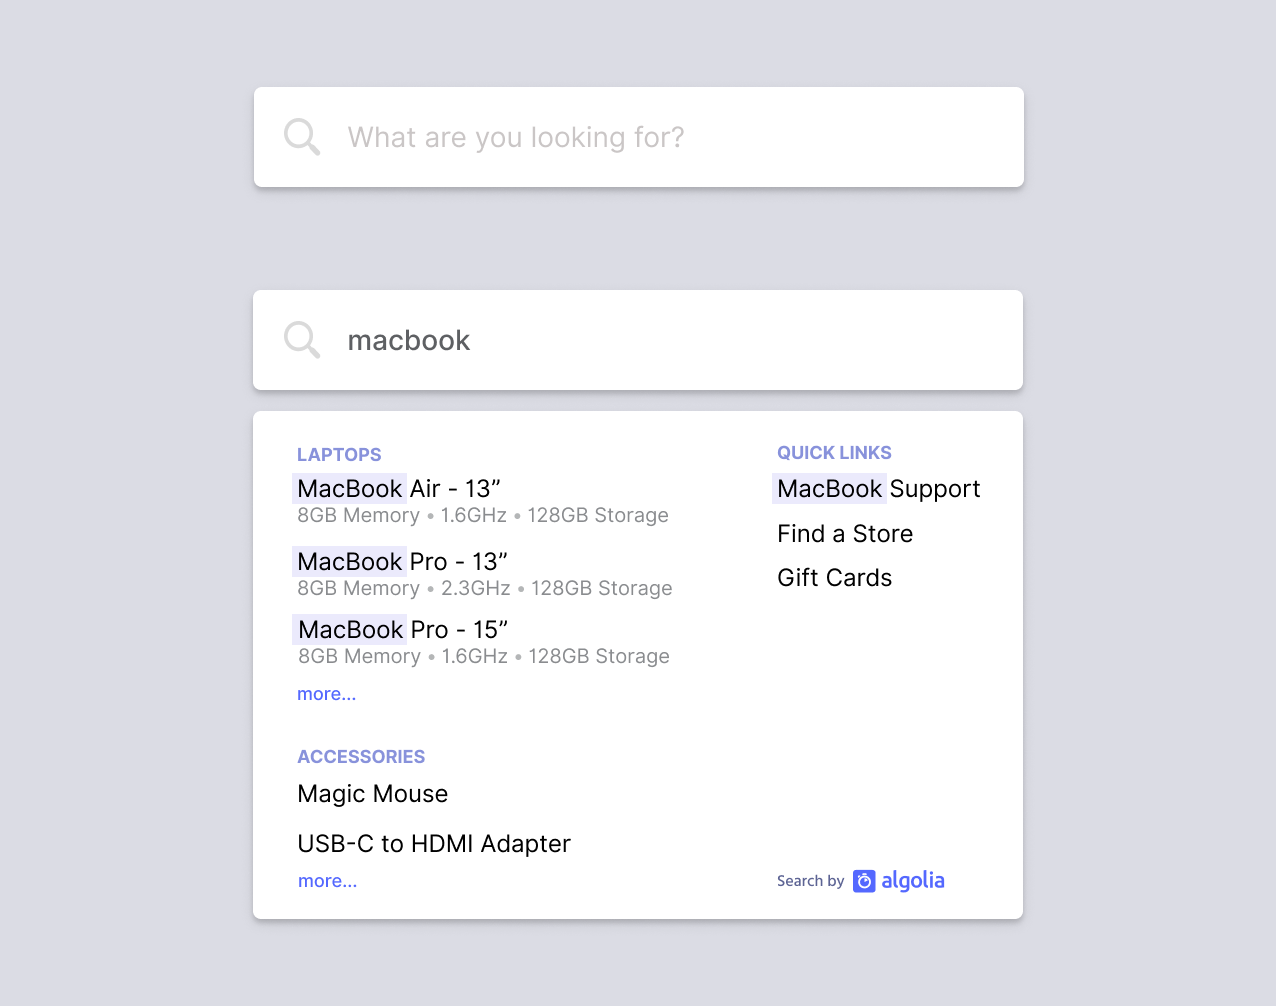 What are you looking for?
macbook
LAPTOPS
MacBook Air - 13”
8GB Memory • 1.6GHz • 128GB Storage
MacBook Pro - 13”
8GB Memory • 2.3GHz • 128GB Storage
MacBook Pro - 15”
8GB Memory • 1.6GHz • 128GB Storage
more...
ACCESSORIES
Magic Mouse
USB-C to HDMI Adapter
more...
QUICK LINKS
MacBook Support
Find a Store
Gift Cards
Search by algolia